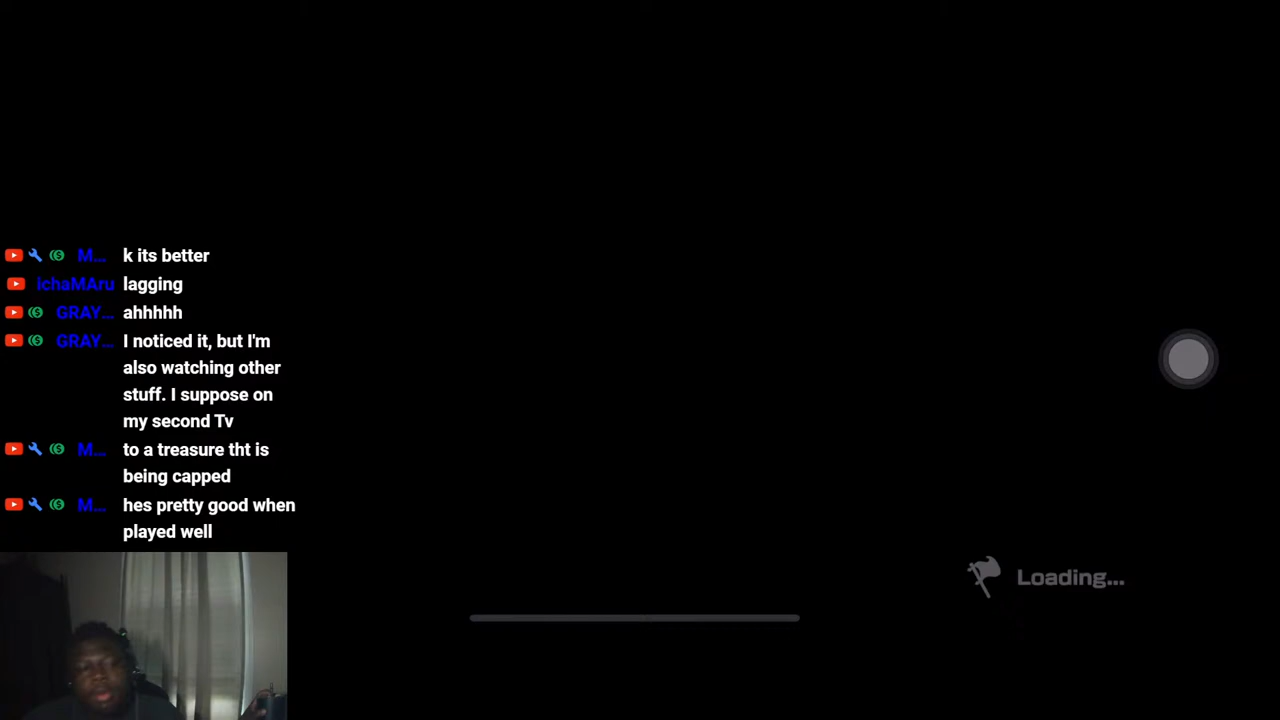 M... k its better
ichaMAru lagging
GRAY... ahhhhh
GRAY... I noticed it, but I'm
also watching other
stuff. I suppose on
my second Tv
M... to a treasure tht is
being capped
M... hes pretty good when
played well
Loading...